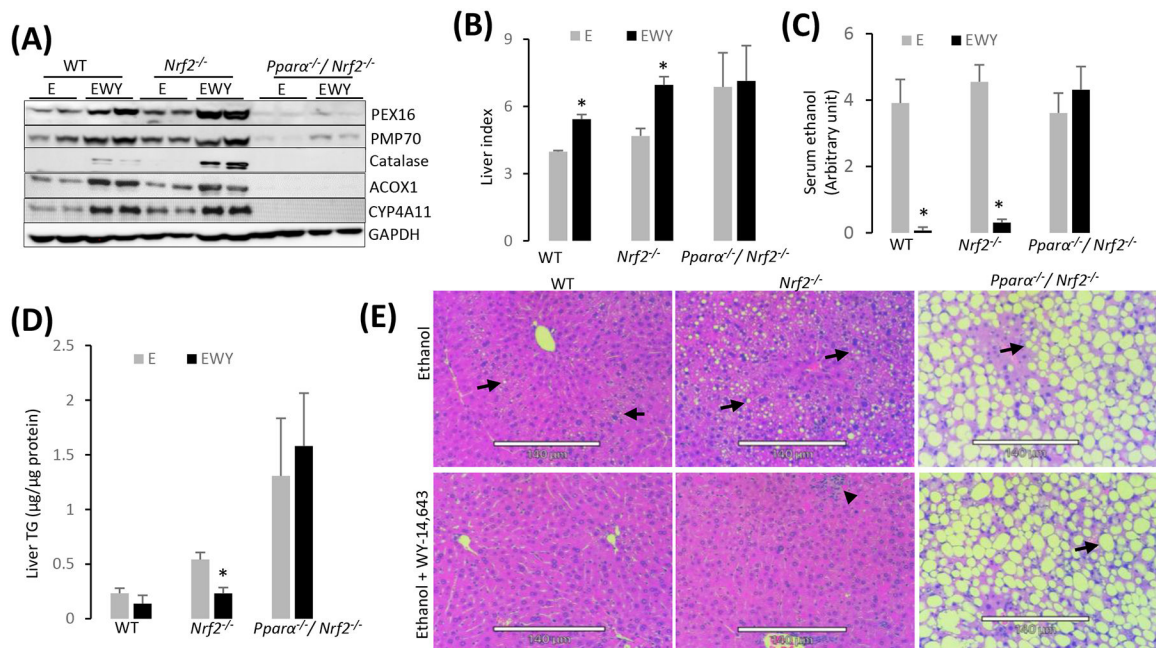 (A)
WT Nrf2-/- Pparα-/-/ Nrf2-/-
E EWY E EWY E EWY
PEX16
PMP70
Catalase
ACOX1
CYP4A11
GAPDH
(B)
E EWY
Liver index
9
6
3
0
* *
WT Nrf2-/- Pparα-/-/ Nrf2-/-
(C)
E EWY
Serum ethanol
(Arbitrary unit)
6
4
2
0
* *
WT Nrf2-/- Pparα-/-/ Nrf2-/-
(D)
E EWY
Liver TG (µg/µg protein)
2.5
2
1.5
1
0.5
0
*
WT Nrf2-/- Pparα-/-/ Nrf2-/-
(E)
WT Nrf2-/- Pparα-/-/ Nrf2-/-
Ethanol
140 µm 140 µm 140 µm
Ethanol + WY-14,643
140 µm 140 µm 140 µm